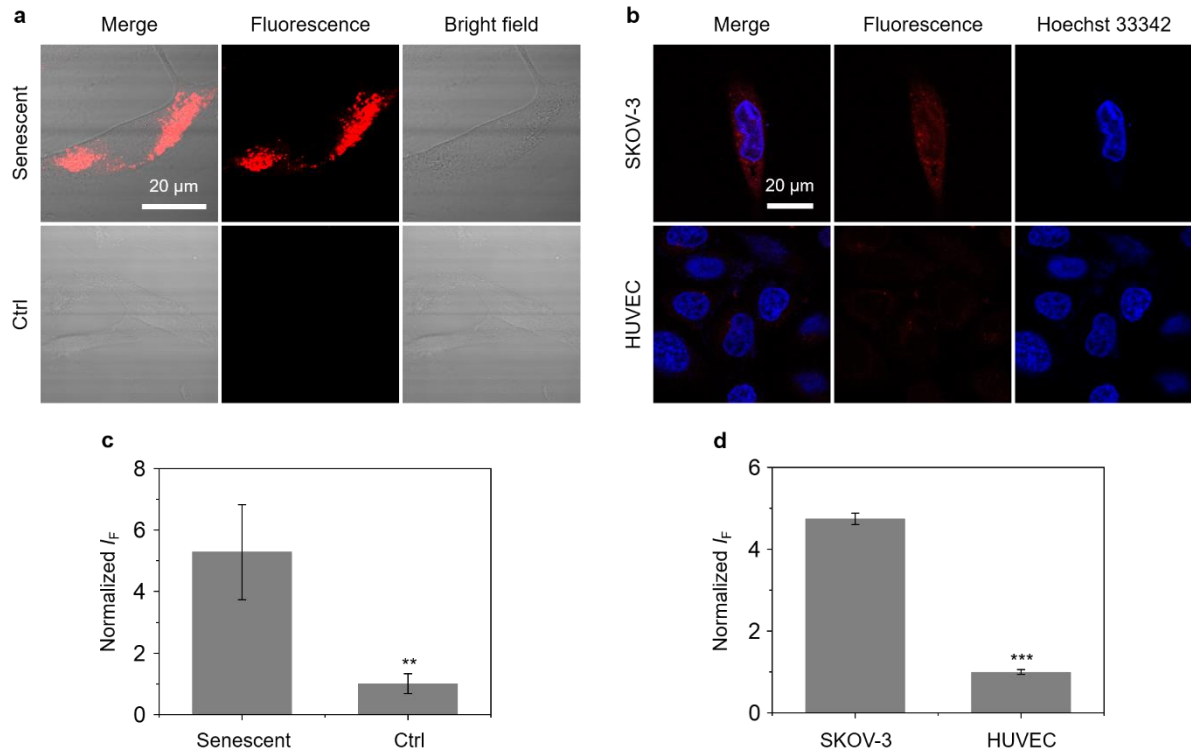 a
Merge Fluorescence Bright field
Senescent
20 μm
Ctrl
b
Merge Fluorescence Hoechst 33342
SKOV-3
20 μm
HUVEC
c
Normalized IF
8
6
4
2
0
**
Senescent Ctrl
d
Normalized IF
6
4
2
0
***
SKOV-3 HUVEC